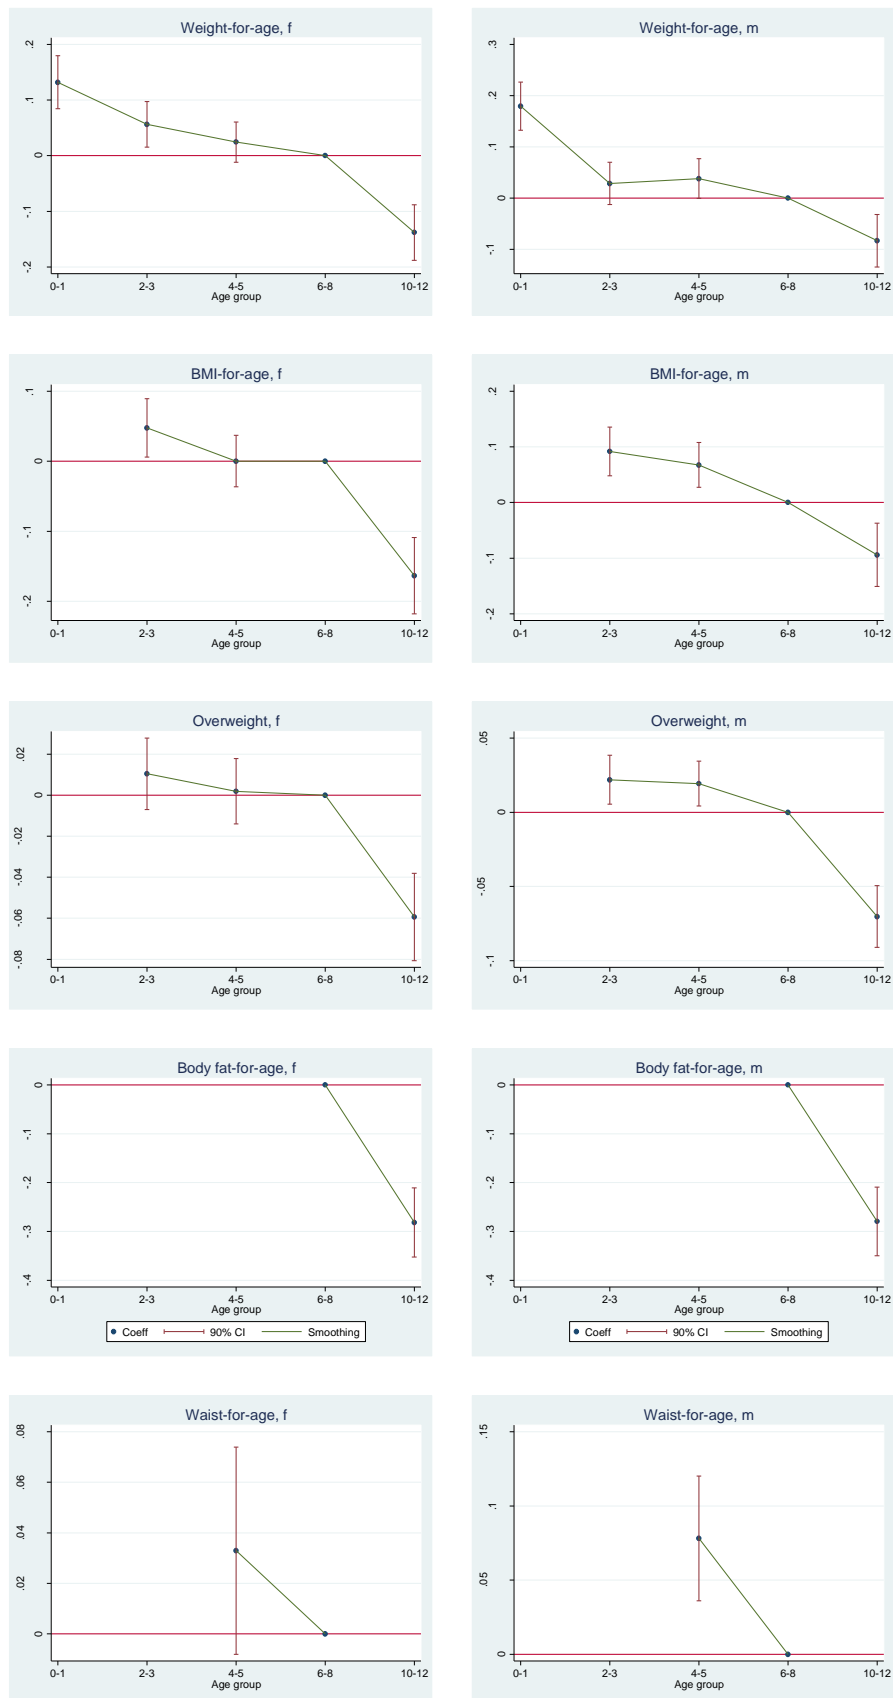 Weight-for-age, f
.2
.1
0
-.1
-.2
0-1 2-3 4-5 6-8 10-12
Age group
Weight-for-age, m
.3
.2
.1
0
-.1
0-1 2-3 4-5 6-8 10-12
Age group
BMI-for-age, f
.1
0
-.1
-.2
0-1 2-3 4-5 6-8 10-12
Age group
BMI-for-age, m
.2
.1
0
-.1
-.2
0-1 2-3 4-5 6-8 10-12
Age group
Overweight, f
.02
0
-.02
-.04
-.06
-.08
0-1 2-3 4-5 6-8 10-12
Age group
Overweight, m
.05
0
-.05
-.1
0-1 2-3 4-5 6-8 10-12
Age group
Body fat-for-age, f
0
-.1
-.2
-.3
-.4
0-1 2-3 4-5 6-8 10-12
Age group
Coeff 90% CI Smoothing
Body fat-for-age, m
0
-.1
-.2
-.3
-.4
0-1 2-3 4-5 6-8 10-12
Age group
Coeff 90% CI Smoothing
Waist-for-age, f
.08
.06
.04
.02
0
0-1 2-3 4-5 6-8 10-12
Age group
Waist-for-age, m
.15
.1
.05
0
0-1 2-3 4-5 6-8 10-12
Age group